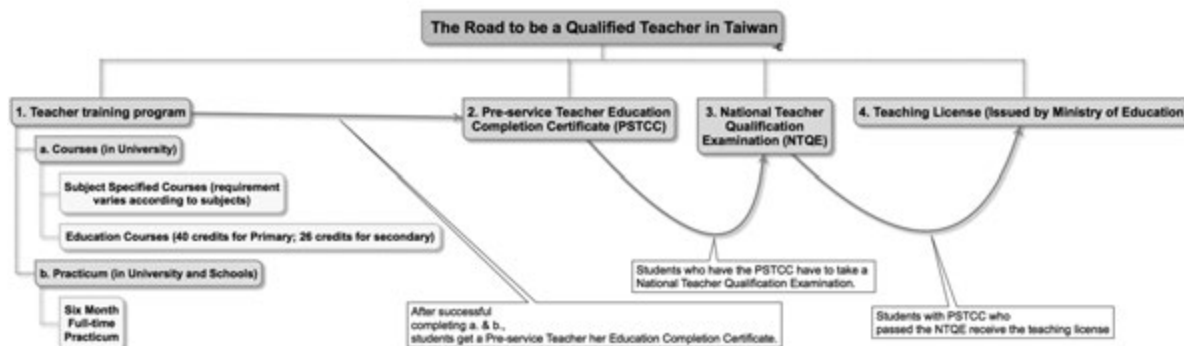 The Road to be a Qualified Teacher in Taiwan
1. Teacher training program
2. Pre-service Teacher Education
Completion Certificate (PSTCC)
3. National Teacher
Qualification
Examination (NTQE)
4. Teaching License (Issued by Ministry of Education
a. Courses (in University)
Subject Specified Courses (requirement
varies according to subjects)
Education Courses (40 credits for Primary; 26 credits for secondary)
b. Practicum (in University and Schools)
Six Month
Full-time
Practicum
After successful
completing a. & b.,
students get a Pre-service Teacher her Education Completion Certificate.
Students who have the PSTCC have to take a
National Teacher Qualification Examination.
Students with PSTCC who
passed the NTQE receive the teaching license